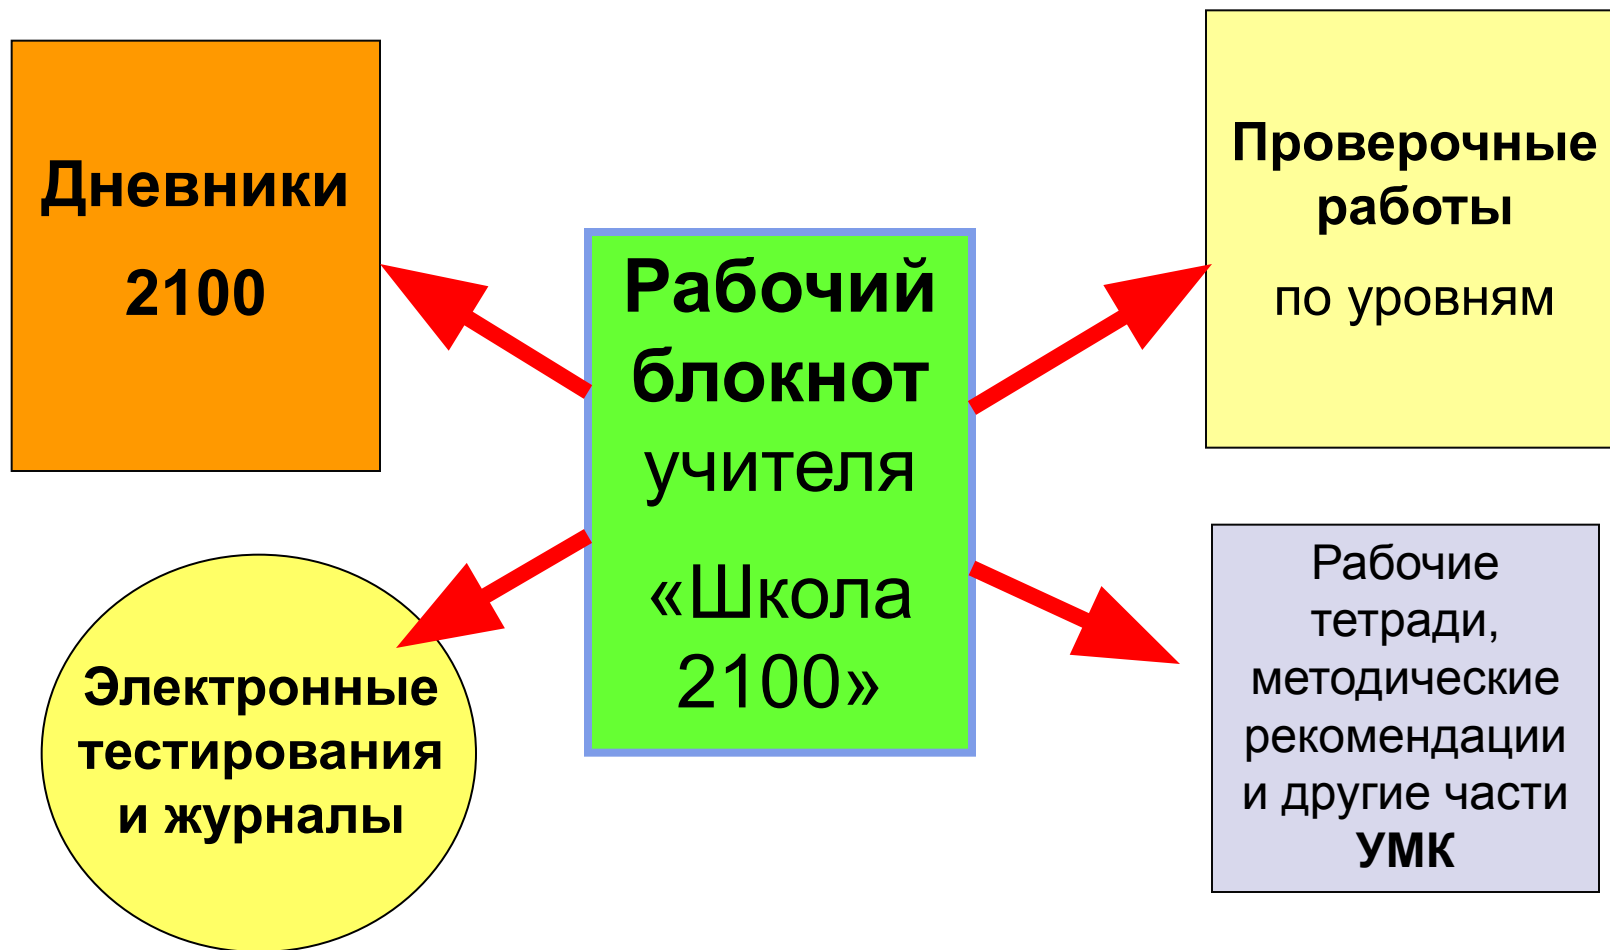 Дневники
2100
Рабочий
блокнот
учителя
«Школа
2100»
Проверочные
работы
по уровням
Электронные
тестирования
и журналы
Рабочие
тетради,
методические
рекомендации
и другие части
УМК